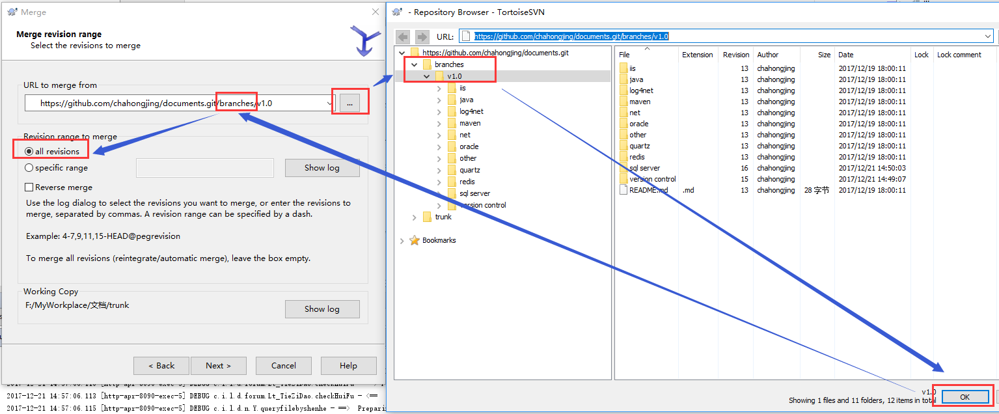 Merge
Merge revision range
Select the revisions to merge
URL to merge from
https://github.com/chahongjing/documents.git/branches/v1.0
...
Revision range to merge
all revisions
specific range
Show log
Reverse merge
Use the log dialog to select the revisions you want to merge, or enter the revisions to
merge, separated by commas. A revision range can be specified by a dash.
Example: 4-7,9,11,15-HEAD@pegrevision
To merge all revisions (reintegrate/automatic merge), leave the box empty.
Working Copy
F:/MyWorkplace/文档/trunk
Show log
< Back
Next >
Cancel
Help
2017-12-21 14:57:06.113 [http-apr-8090-exec-5] DEBUG c.i.l.d.forum.Lt_TieZiDao.checkHuiFu - <==
2017-12-21 14:57:06.115 [http-apr-8090-exec-5] DEBUG c.i.l.d.n.Y.queryfilebyshenhe - ==> Prepari
- Repository Browser - TortoiseSVN
URL:
https://github.com/chahongjing/documents.git/branches/v1.0
https://github.com/chahongjing/documents.git
branches
v1.0
iis
java
log4net
maven
net
oracle
other
quartz
redis
sql server
version control
trunk
Bookmarks
File Extension Revision Author Size Date Lock Lock comment
iis 13 chahongjing 2017/12/19 18:00:11
java 13 chahongjing 2017/12/19 18:00:11
log4net 13 chahongjing 2017/12/19 18:00:11
maven 13 chahongjing 2017/12/19 18:00:11
net 13 chahongjing 2017/12/19 18:00:11
oracle 13 chahongjing 2017/12/19 18:00:11
other 13 chahongjing 2017/12/19 18:00:11
quartz 13 chahongjing 2017/12/19 18:00:11
redis 13 chahongjing 2017/12/19 18:00:11
sql server 16 chahongjing 2017/12/21 14:50:03
version control 15 chahongjing 2017/12/21 14:49:07
README.md .md 13 chahongjing 28 字节 2017/12/19 18:00:11
v1.0
Showing 1 files and 11 folders, 12 items in total
OK